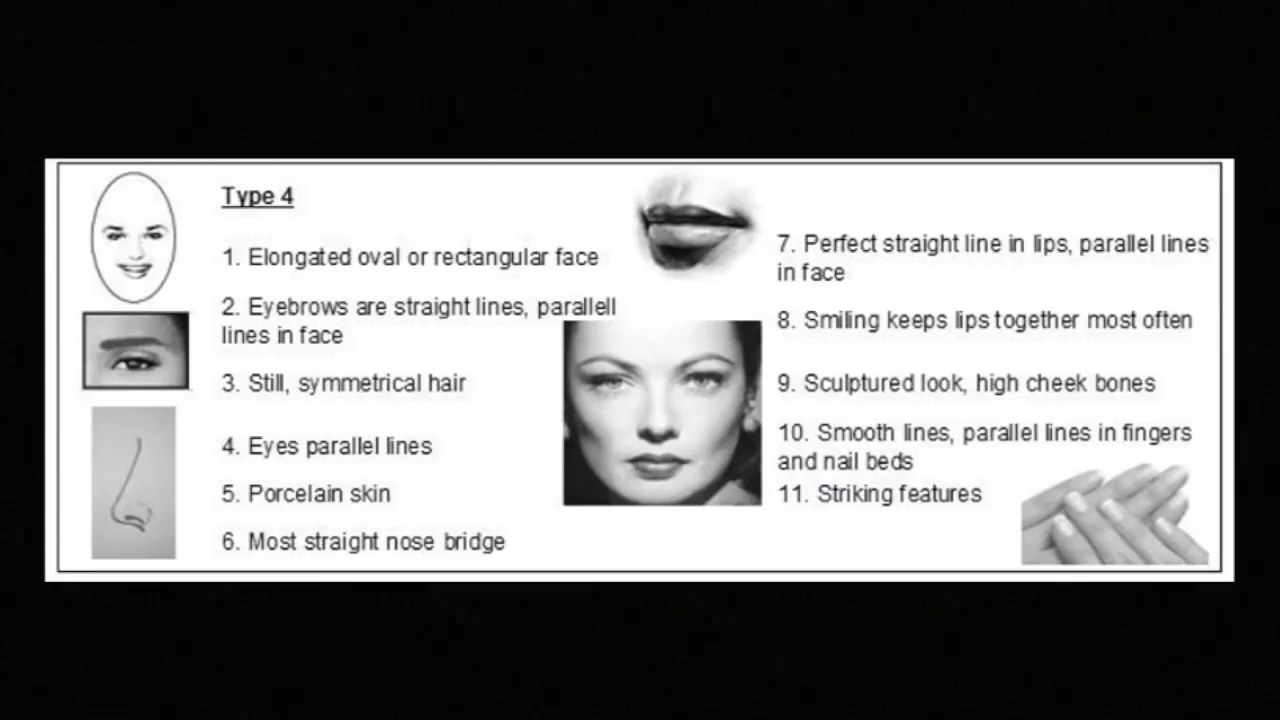 Type 4
1. Elongated oval or rectangular face
2. Eyebrows are straight lines, parallell
lines in face
3. Still, symmetrical hair
4. Eyes parallel lines
5. Porcelain skin
6. Most straight nose bridge
7. Perfect straight line in lips, parallel lines
in face
8. Smiling keeps lips together most often
9. Sculptured look, high cheek bones
10. Smooth lines, parallel lines in fingers
and nail beds
11. Striking features